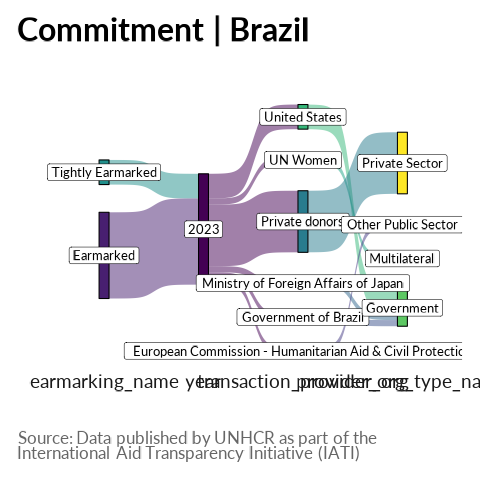 Commitment | Brazil
United States
UN Women
Private Sector
Tightly Earmarked
Private donors
Other Public Sector
2023
Earmarked
Multilateral
Ministry of Foreign Affairs of Japan
Government
Government of Brazil
European Commission - Humanitarian Aid & Civil Protectio
earmarking_name year transaction_provider_org_type_na
Source: Data published by UNHCR as part of the
International Aid Transparency Initiative (IATI)